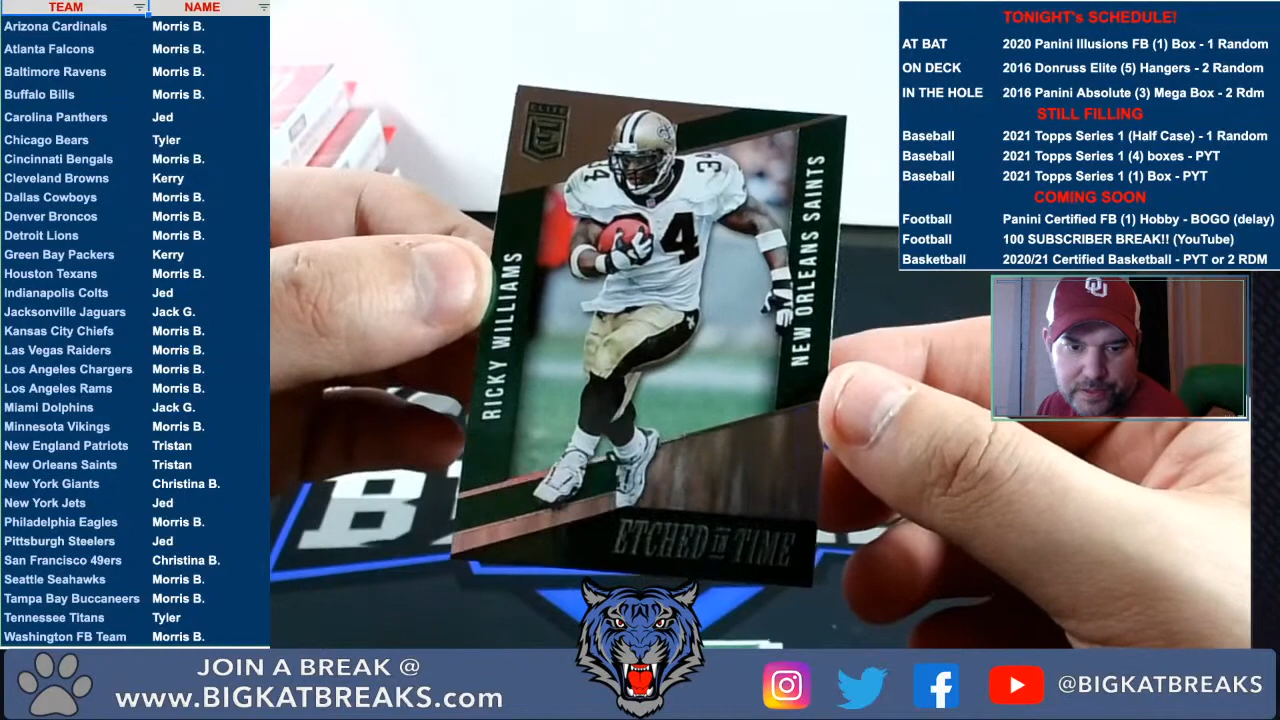 TEAM NAME
Arizona Cardinals Morris B.
Atlanta Falcons Morris B.
Baltimore Ravens Morris B.
Buffalo Bills Morris B.
Carolina Panthers Jed
Chicago Bears Tyler
Cincinnati Bengals Morris B.
Cleveland Browns Kerry
Dallas Cowboys Morris B.
Denver Broncos Morris B.
Detroit Lions Morris B.
Green Bay Packers Kerry
Houston Texans Morris B.
Indianapolis Colts Jed
Jacksonville Jaguars Jack G.
Kansas City Chiefs Morris B.
Las Vegas Raiders Morris B.
Los Angeles Chargers Morris B.
Los Angeles Rams Morris B.
Miami Dolphins Jack G.
Minnesota Vikings Morris B.
New England Patriots Tristan
New Orleans Saints Tristan
New York Giants Christina B.
New York Jets Jed
Philadelphia Eagles Morris B.
Pittsburgh Steelers Jed
San Francisco 49ers Christina B.
Seattle Seahawks Morris B.
Tampa Bay Buccaneers Morris B.
Tennessee Titans Tyler
Washington FB Team Morris B.
ELITE
E
34
34
34
RICKY WILLIAMS
NEW ORLEANS SAINTS
ETCHED IN TIME
B
TONIGHT's SCHEDULE!
AT BAT 2020 Panini Illusions FB (1) Box - 1 Random
ON DECK 2016 Donruss Elite (5) Hangers - 2 Random
IN THE HOLE 2016 Panini Absolute (3) Mega Box - 2 Rdm
STILL FILLING
Baseball 2021 Topps Series 1 (Half Case) - 1 Random
Baseball 2021 Topps Series 1 (4) boxes - PYT
Baseball 2021 Topps Series 1 (1) Box - PYT
COMING SOON
Football Panini Certified FB (1) Hobby - BOGO (delay)
Football 100 SUBSCRIBER BREAK!! (YouTube)
Basketball 2020/21 Certified Basketball - PYT or 2 RDM
OU
JOIN A BREAK @
www.BIGKATBREAKS.com
@BIGKATBREAKS